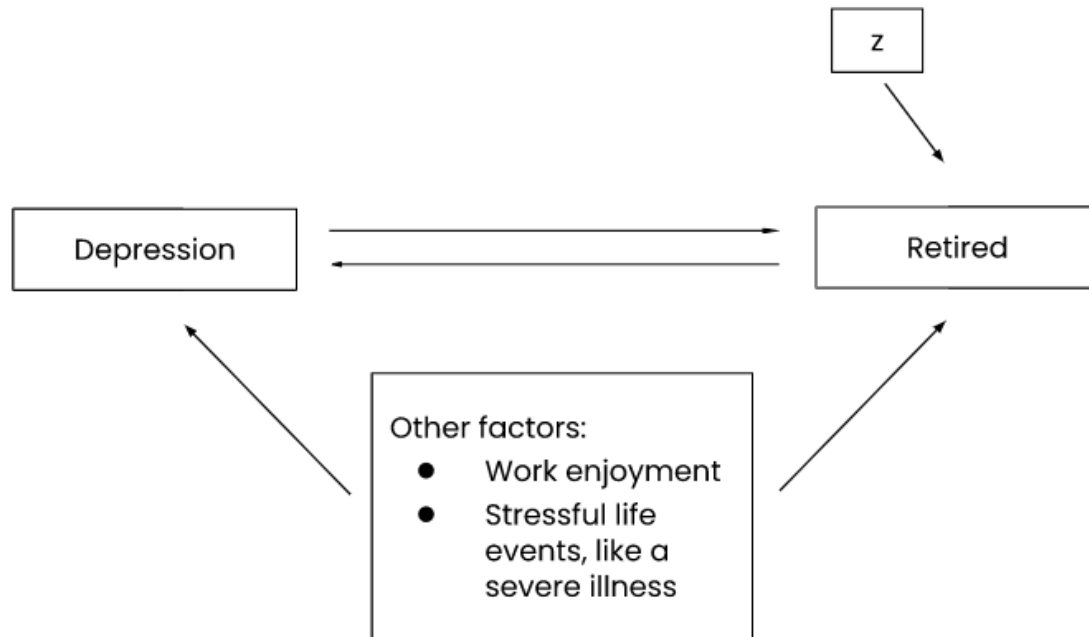 z
Depression
Retired
Other factors:
● Work enjoyment
● Stressful life
events, like a
severe illness